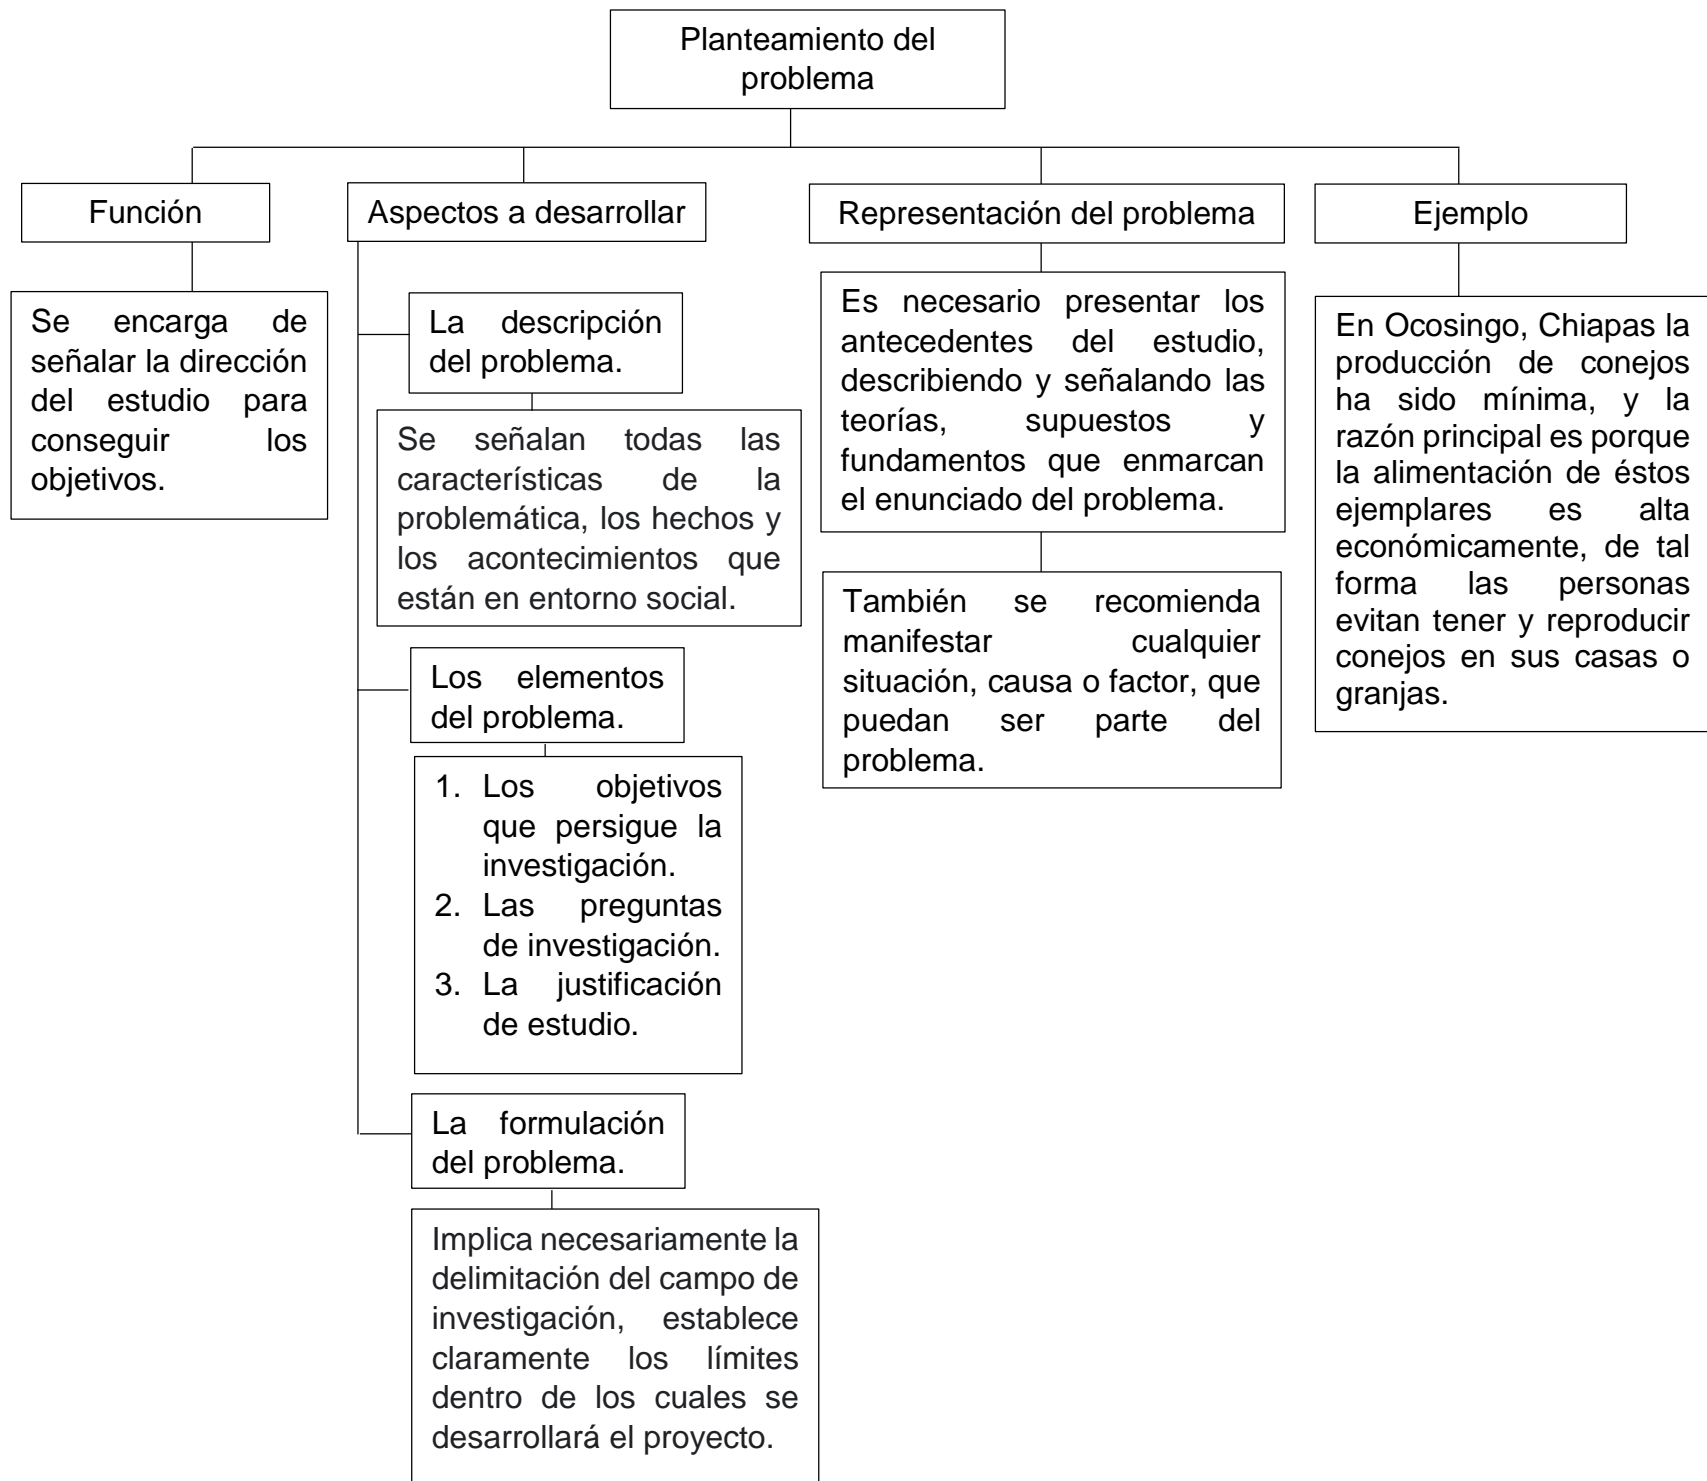 Planteamiento del
problema
Función
Se encarga de
señalar la dirección
del estudio para
conseguir los
objetivos.
Aspectos a desarrollar
La descripción
del problema.
Se señalan todas las
características de la
problemática, los hechos y
los acontecimientos que
están en entorno social.
Los elementos
del problema.
1. Los objetivos
que persigue la
investigación.
2. Las preguntas
de investigación.
3. La justificación
de estudio.
La formulación
del problema.
Implica necesariamente la
delimitación del campo de
investigación, establece
claramente los límites
dentro de los cuales se
desarrollará el proyecto.
Representación del problema
Es necesario presentar los
antecedentes del estudio,
describiendo y señalando las
teorías, supuestos y
fundamentos que enmarcan
el enunciado del problema.
También se recomienda
manifestar cualquier
situación, causa o factor, que
puedan ser parte del
problema.
Ejemplo
En Ocosingo, Chiapas la
producción de conejos
ha sido mínima, y la
razón principal es porque
la alimentación de éstos
ejemplares es alta
económicamente, de tal
forma las personas
evitan tener y reproducir
conejos en sus casas o
granjas.